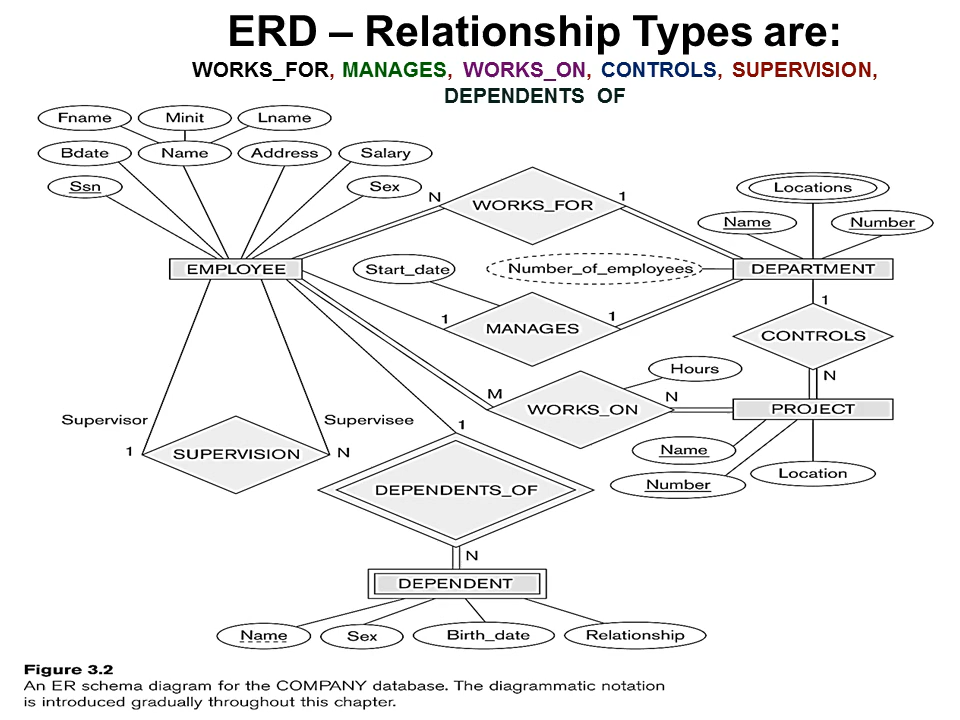 ERD – Relationship Types are:
WORKS_FOR, MANAGES, WORKS_ON, CONTROLS, SUPERVISION,
DEPENDENTS OF
Fname Minit Lname
Bdate Name Address Salary
Ssn Sex
N WORKS_FOR 1
Locations
Name Number
EMPLOYEE Start_date Number_of_employees DEPARTMENT
1 MANAGES 1
1
CONTROLS
N
Hours
M WORKS_ON N PROJECT
Supervisor Supervisee
1 SUPERVISION N
1
Name
Number Location
DEPENDENTS_OF
N
DEPENDENT
Name Sex Birth_date Relationship
Figure 3.2
An ER schema diagram for the COMPANY database. The diagrammatic notation
is introduced gradually throughout this chapter.